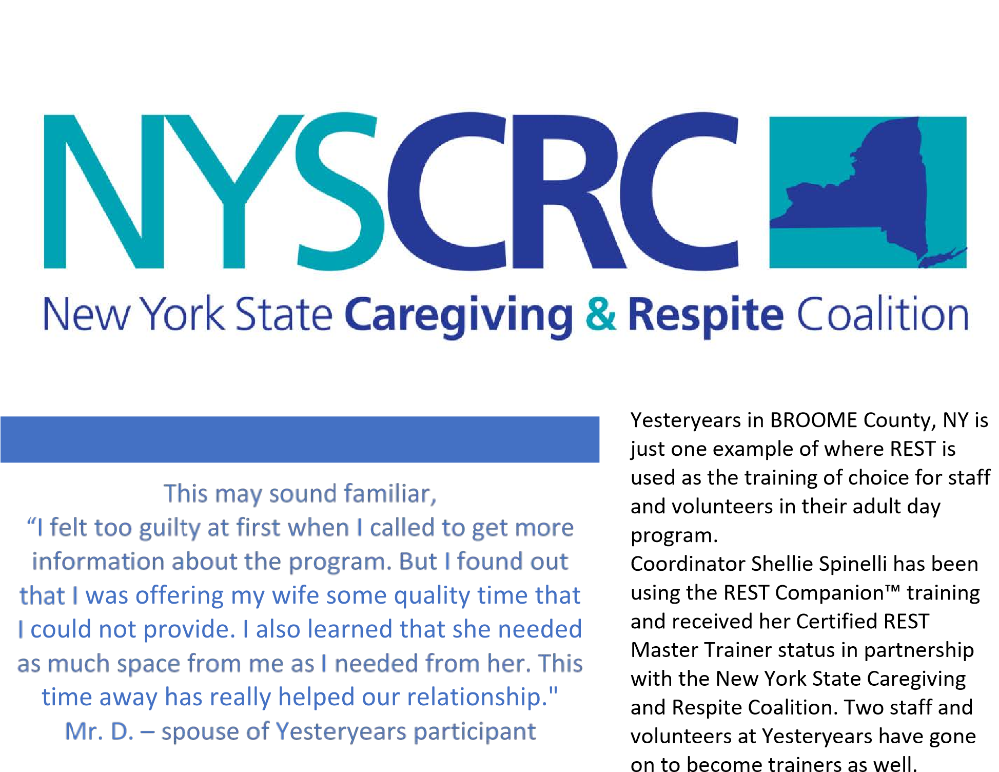 NYSCRC
New York State Caregiving & Respite Coalition
This may sound familiar,
“I felt too guilty at first when I called to get more
information about the program. But I found out
that I was offering my wife some quality time that
I could not provide. I also learned that she needed
as much space from me as I needed from her. This
time away has really helped our relationship."
Mr. D. – spouse of Yesteryears participant
Yesteryears in BROOME County, NY is
just one example of where REST is
used as the training of choice for staff
and volunteers in their adult day
program.
Coordinator Shellie Spinelli has been
using the REST Companion™ training
and received her Certified REST
Master Trainer status in partnership
with the New York State Caregiving
and Respite Coalition. Two staff and
volunteers at Yesteryears have gone
on to become trainers as well.